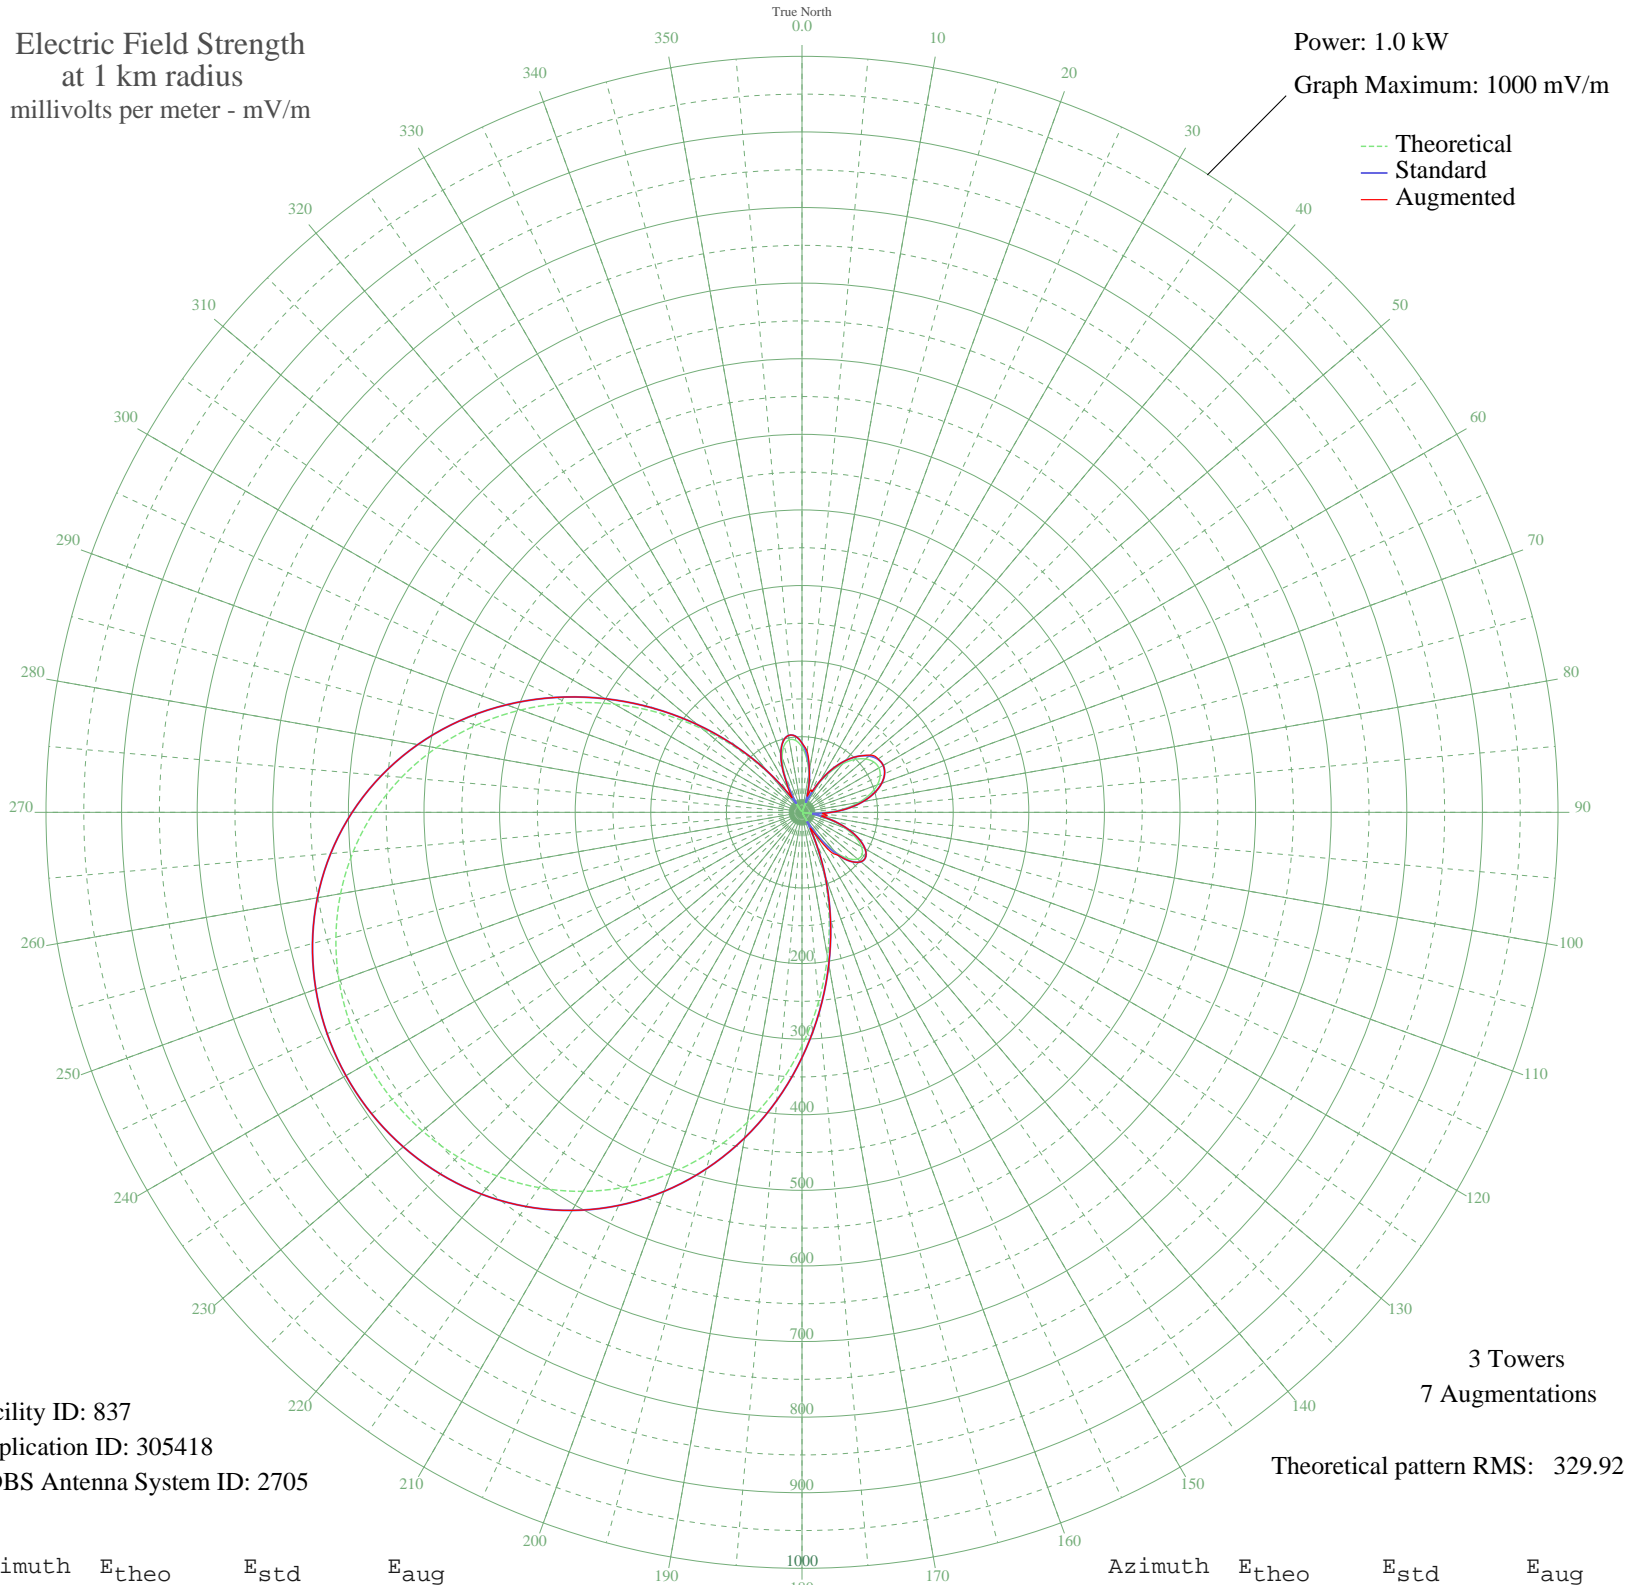 True North
0.0
Electric Field Strength
at 1 km radius
millivolts per meter - mV/m
Power: 1.0 kW
Graph Maximum: 1000 mV/m
Theoretical
Standard
Augmented
10
20
30
40
50
60
70
80
90
100
110
120
130
140
150
160
170
180
190
200
210
220
230
240
250
260
270
280
290
300
310
320
330
340
350
200
300
400
500
600
700
800
900
1000
3 Towers
7 Augmentations
Theoretical pattern RMS: 329.92
cility ID: 837
plication ID: 305418
DBS Antenna System ID: 2705
imuth Etheo Estd Eaug
Azimuth Etheo Estd Eaug